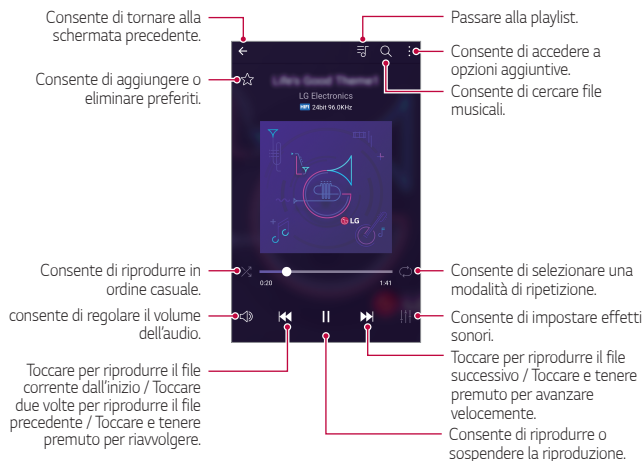 Consente di tornare alla
schermata precedente.
Consente di aggiungere o
eliminare preferiti.
Consente di riprodurre in
ordine casuale.
consente di regolare il volume
dell'audio.
Toccare per riprodurre il file
corrente dall'inizio / Toccare
due volte per riprodurre il file
precedente / Toccare e tenere
premuto per riavvolgere.
Life's Good Theme1
LG Electronics
HIFI 24bit 96.0KHz
LG
0:20
1:41
Passare alla playlist.
Consente di accedere a
opzioni aggiuntive.
Consente di cercare file
musicali.
Consente di selezionare una
modalità di ripetizione.
Consente di impostare effetti
sonori.
Toccare per riprodurre il file
successivo / Toccare e tenere
premuto per avanzare
velocemente.
Consente di riprodurre o
sospendere la riproduzione.